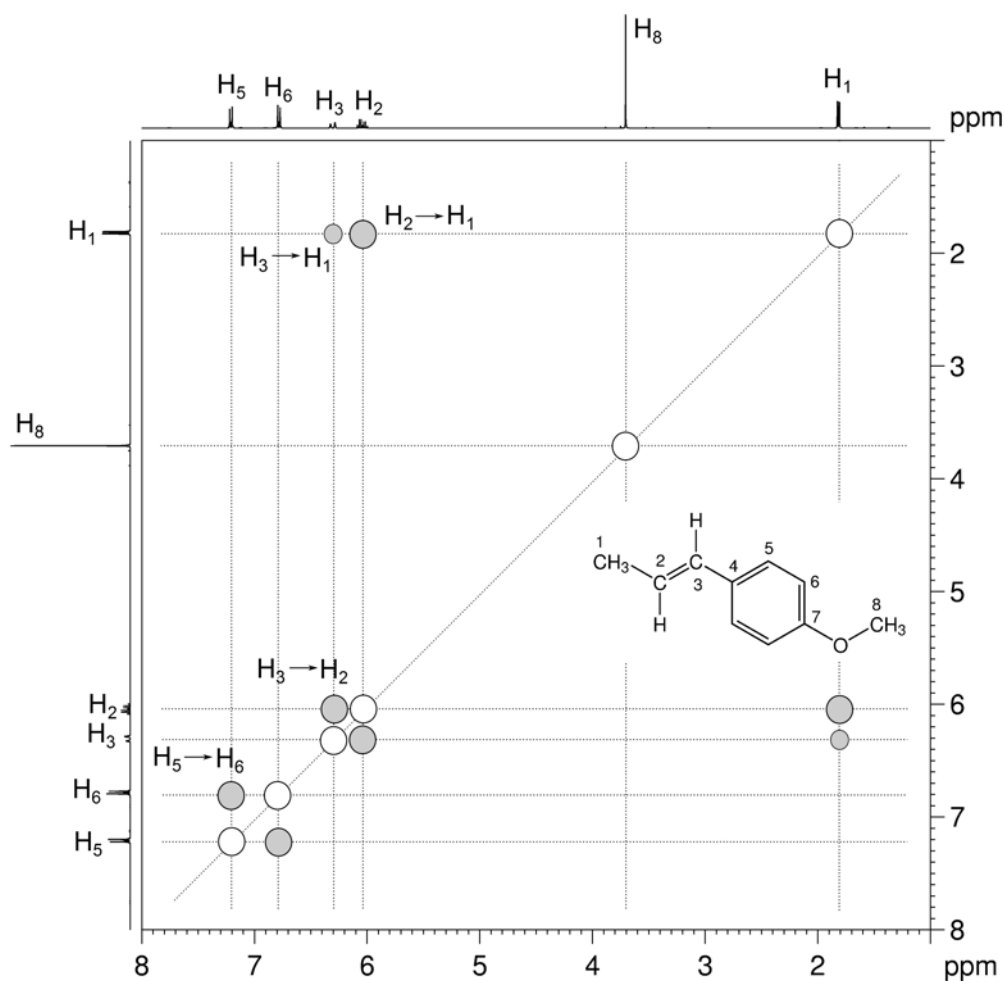 H₈
H₅ H₆ H₃ H₂ H₁
ppm
H₁
H₂→H₁
H₃→H₁
2
3
H₈
4
H
1 CH₃ 2 C C 3 4 5 6 7 O 8 CH₃
H
5
H₃→H₂
H₂
6
H₃
H₅→H₆
H₆
7
H₅
8
8 7 6 5 4 3 2 ppm